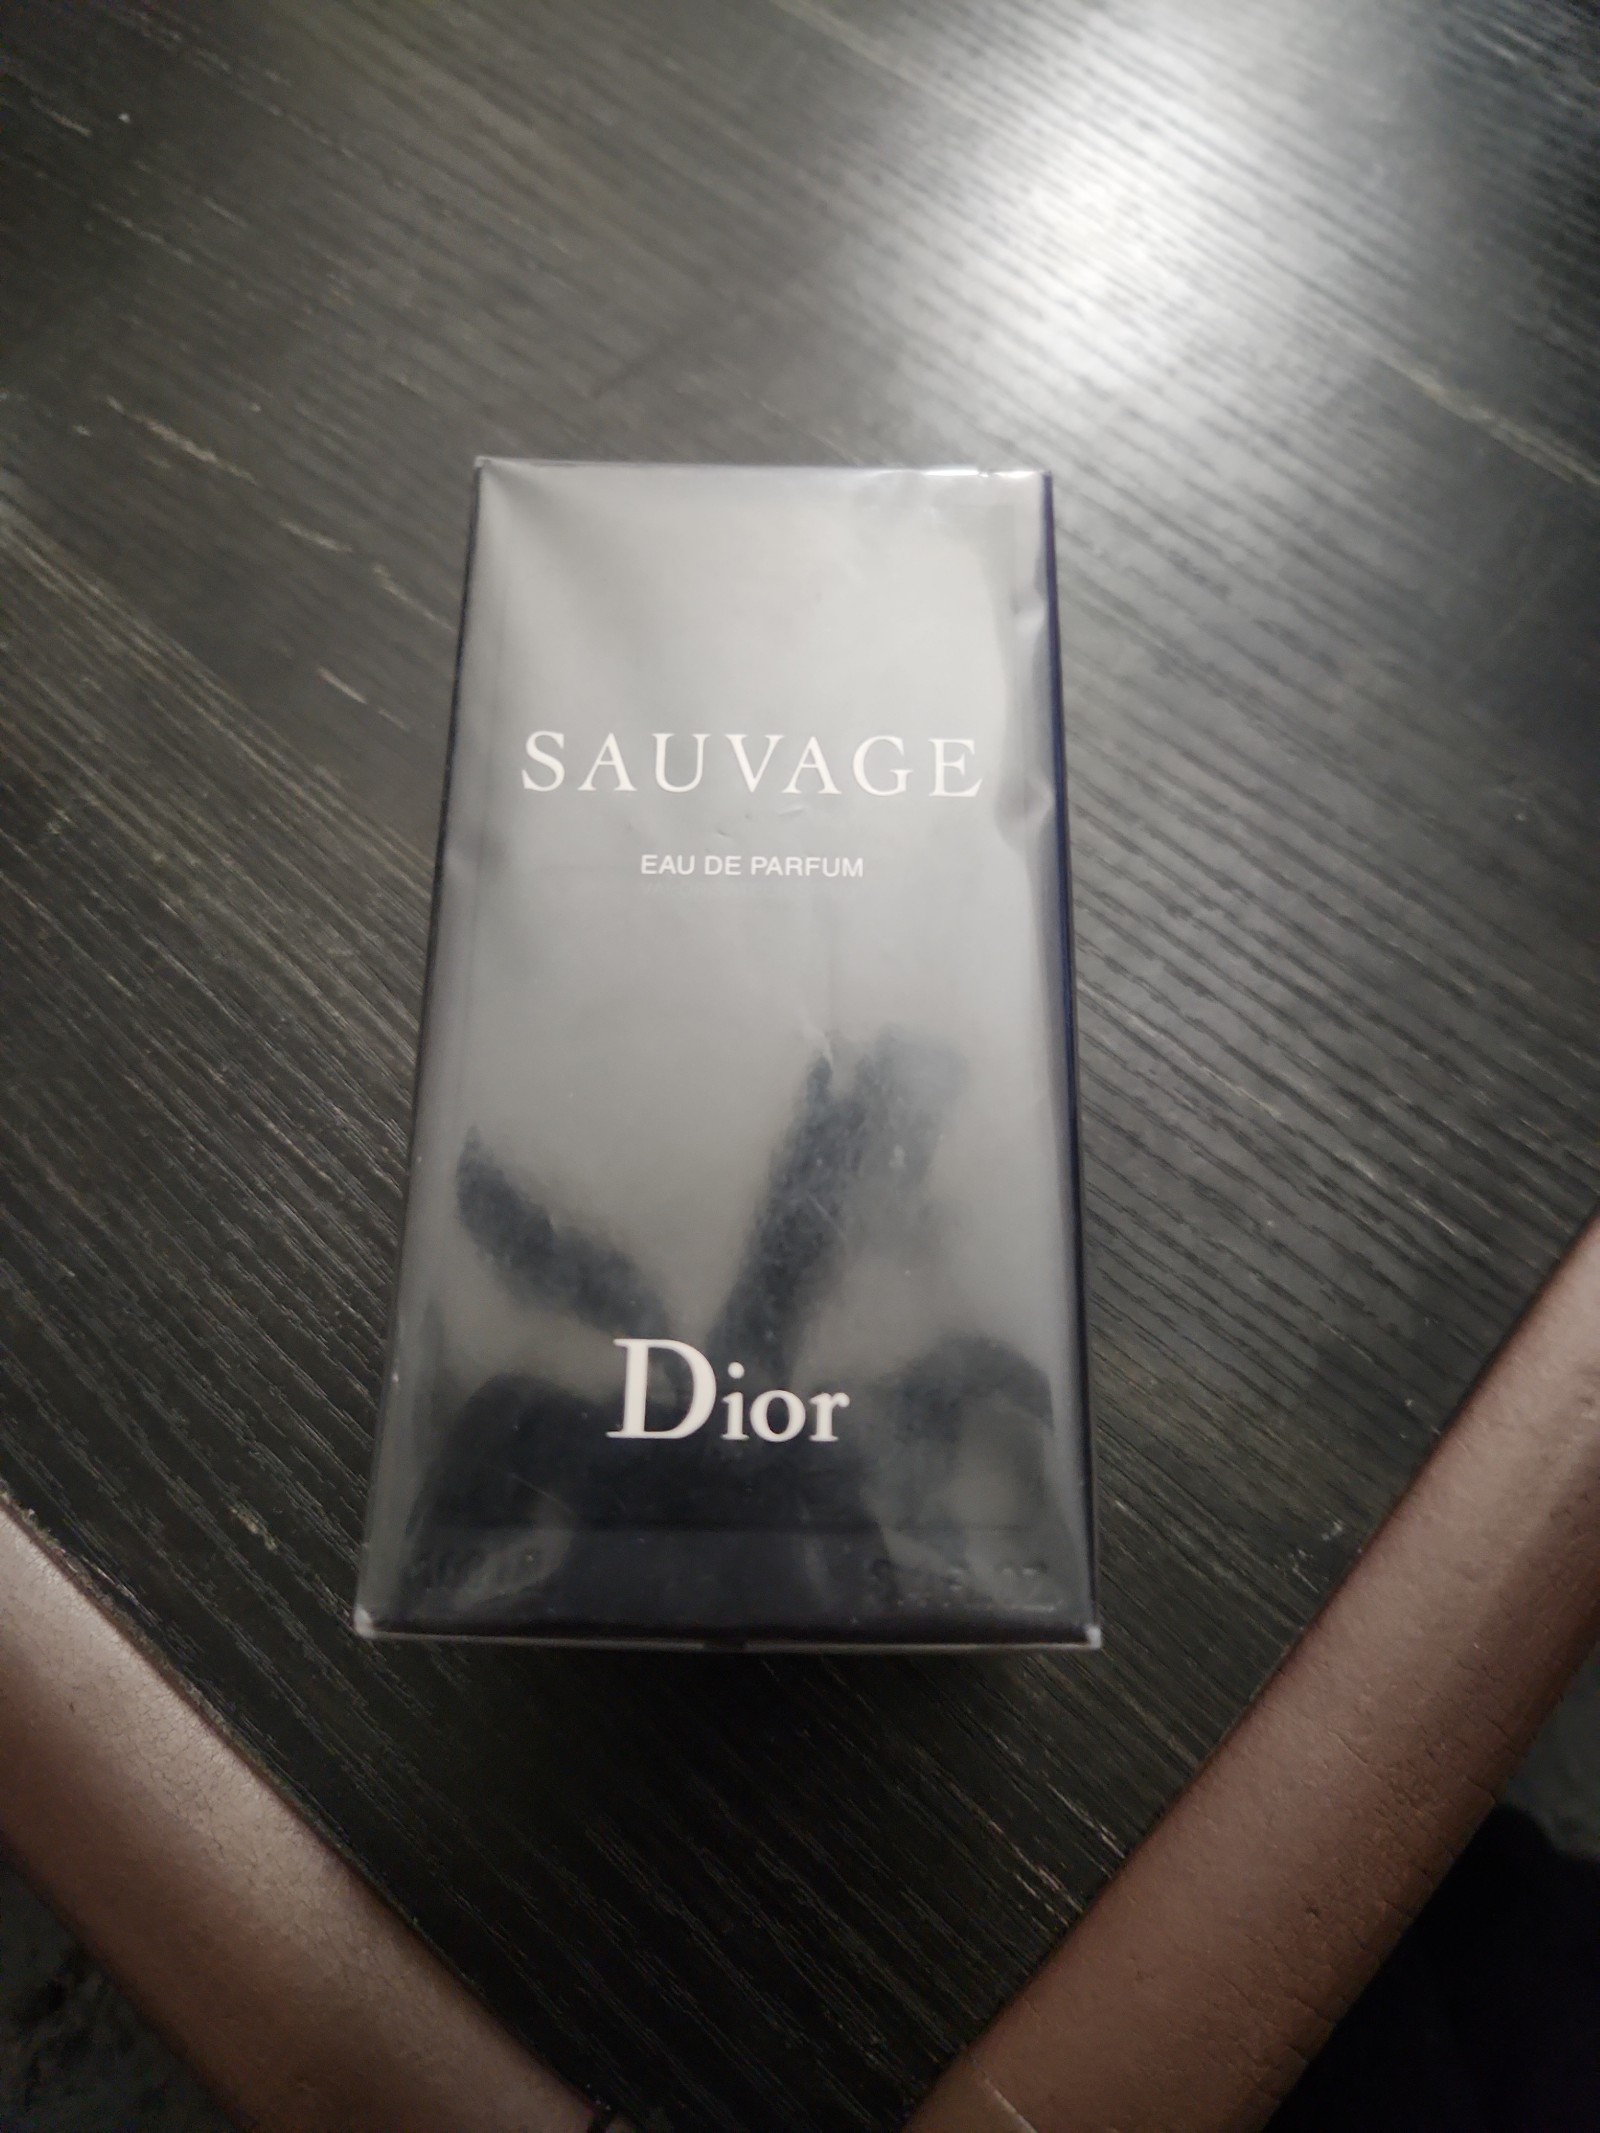 SAUVAGE
EAU DE PARFUM
Dior